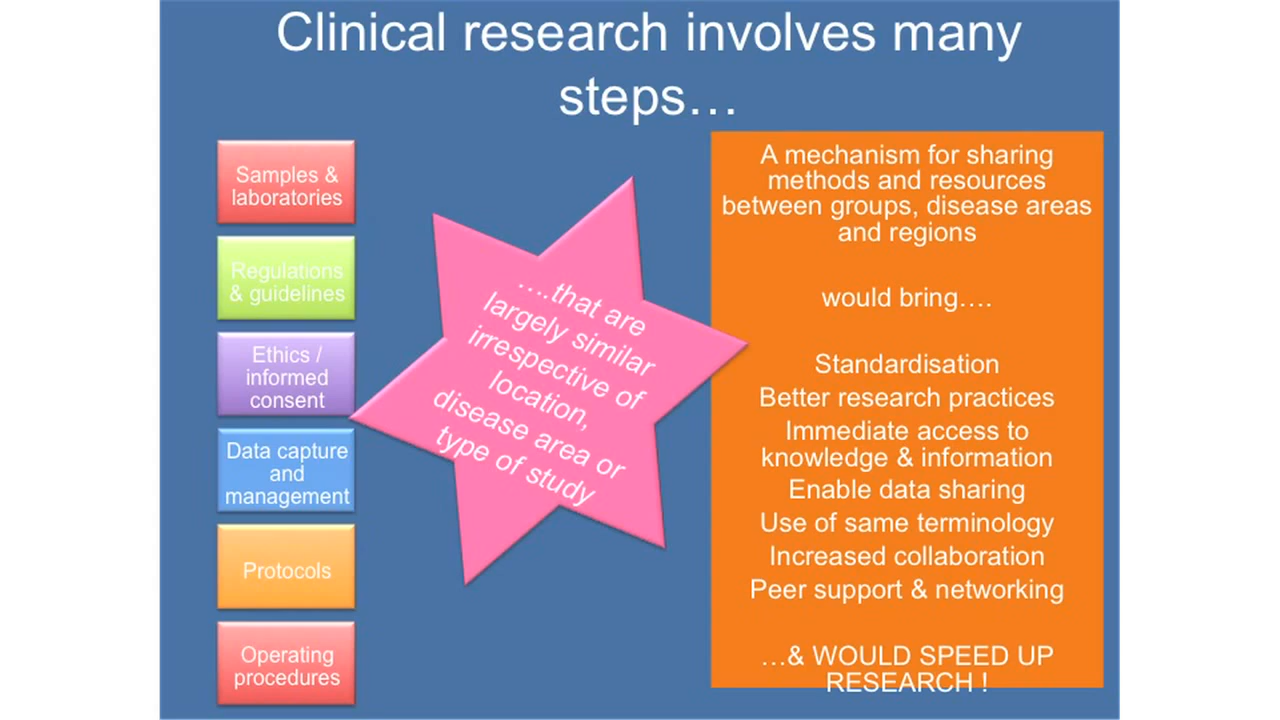 Clinical research involves many
steps…
Samples &
laboratories
Regulations
& guidelines
Ethics /
informed
consent
Data capture
and
management
Protocols
Operating
procedures
….that are
largely similar
irrespective of
location,
disease area or
type of study
A mechanism for sharing
methods and resources
between groups, disease areas
and regions
would bring….
Standardisation
Better research practices
Immediate access to
knowledge & information
Enable data sharing
Use of same terminology
Increased collaboration
Peer support & networking
…& WOULD SPEED UP
RESEARCH !